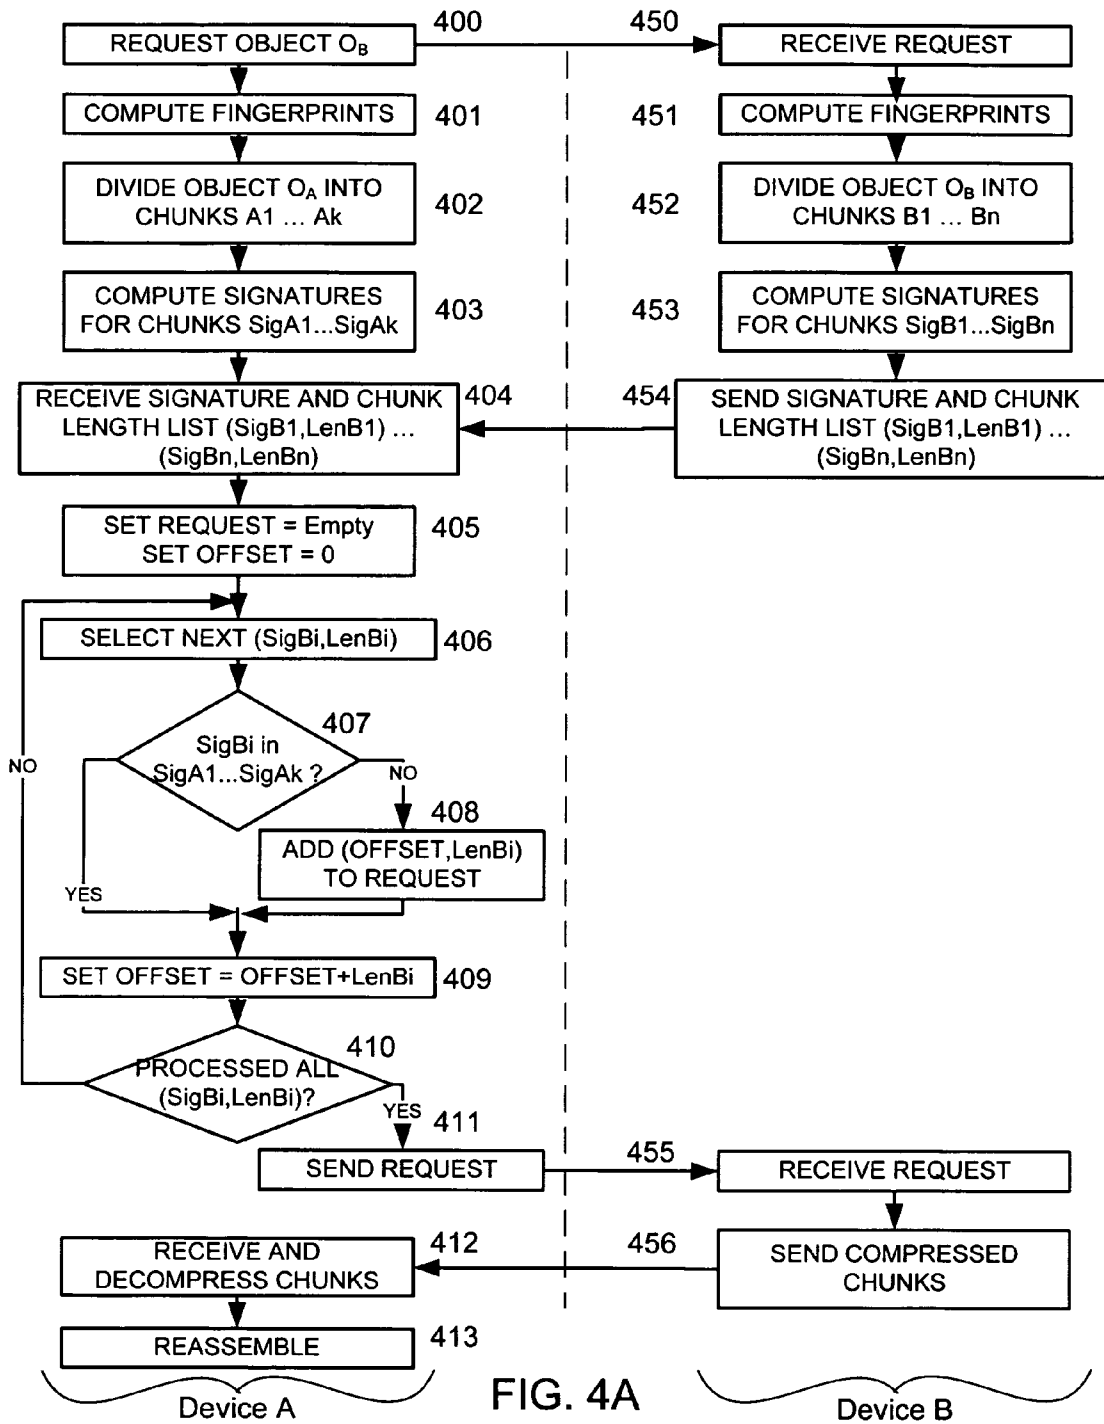 REQUEST OBJECT OB
400
450
RECEIVE REQUEST
COMPUTE FINGERPRINTS
401
451
COMPUTE FINGERPRINTS
DIVIDE OBJECT OA INTO
CHUNKS A1 ... Ak
402
452
DIVIDE OBJECT OB INTO
CHUNKS B1 ... Bn
COMPUTE SIGNATURES
FOR CHUNKS SigA1...SigAk
403
453
COMPUTE SIGNATURES
FOR CHUNKS SigB1...SigBn
RECEIVE SIGNATURE AND CHUNK
LENGTH LIST (SigB1,LenB1) ...
(SigBn,LenBn)
404
454
SEND SIGNATURE AND CHUNK
LENGTH LIST (SigB1,LenB1) ...
(SigBn,LenBn)
SET REQUEST = Empty
SET OFFSET = 0
405
SELECT NEXT (SigBi,LenBi)
406
407
SigBi in
SigA1...SigAk ?
NO
NO
408
ADD (OFFSET,LenBi)
TO REQUEST
YES
SET OFFSET = OFFSET+LenBi
409
410
PROCESSED ALL
(SigBi,LenBi)?
YES
411
SEND REQUEST
455
RECEIVE REQUEST
RECEIVE AND
DECOMPRESS CHUNKS
412
456
SEND COMPRESSED
CHUNKS
REASSEMBLE
413
Device A
FIG. 4A
Device B